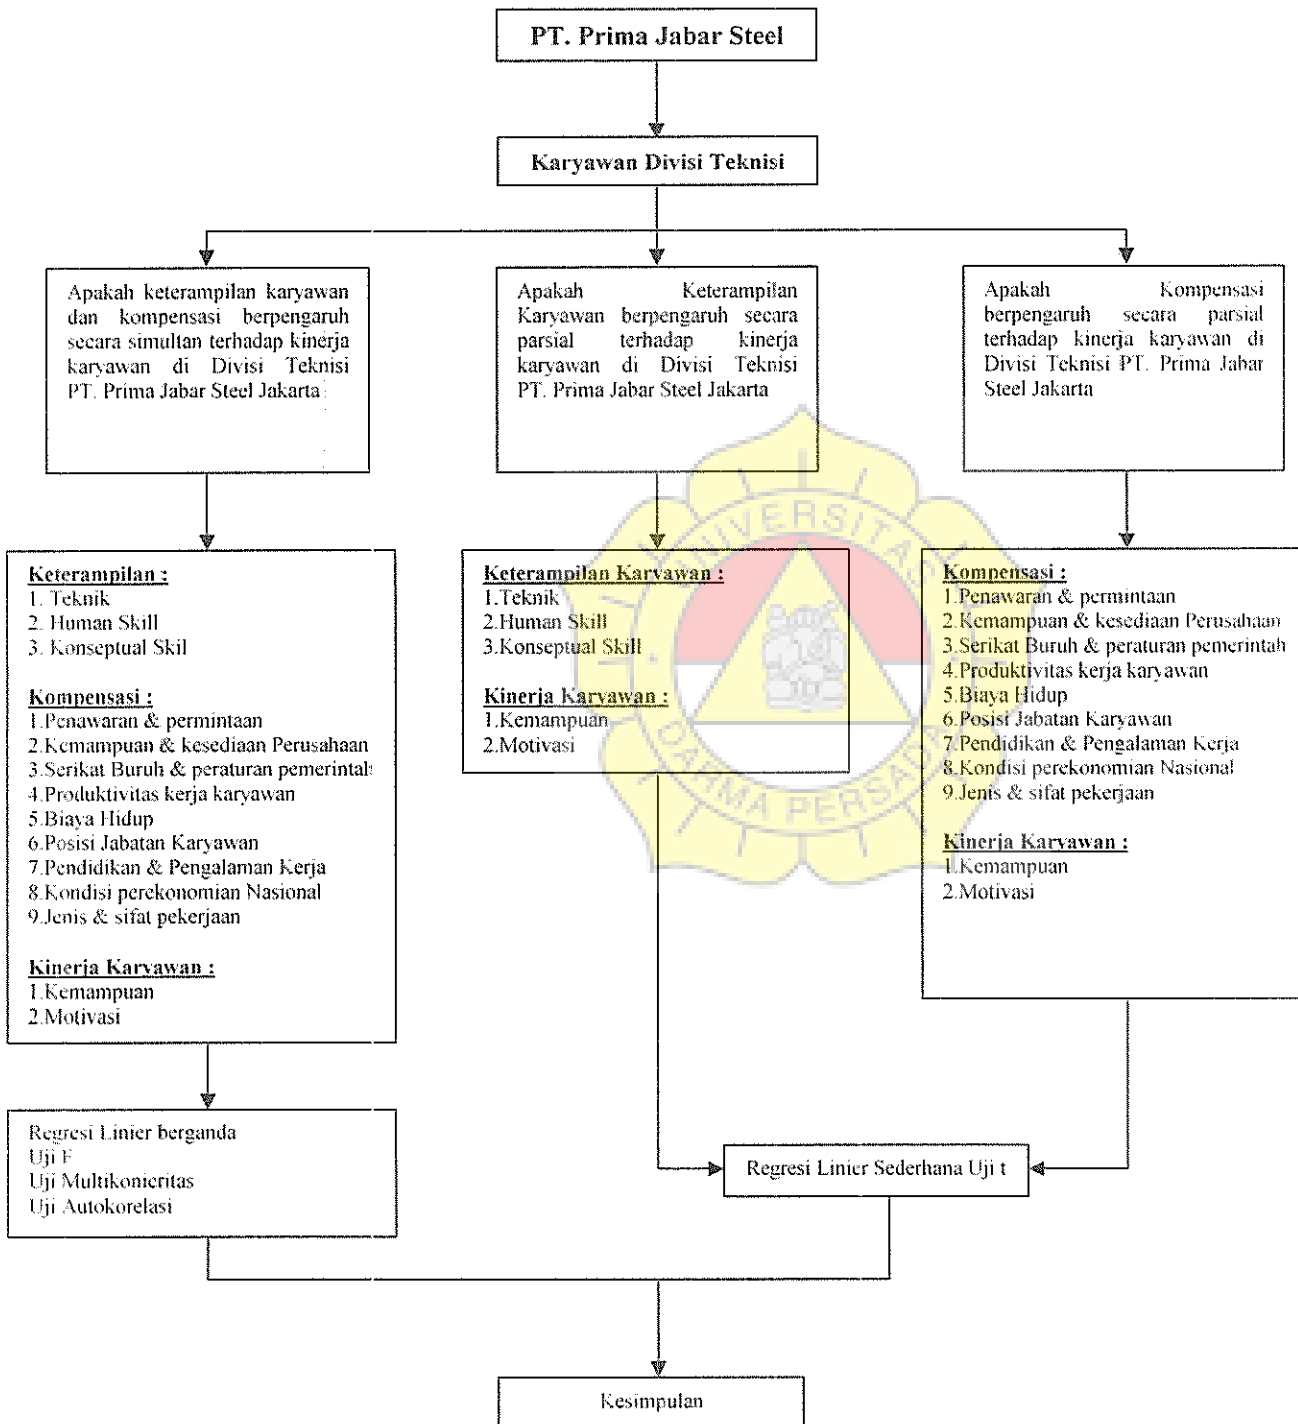 PT. Prima Jabar Steel
Karyawan Divisi Teknisi
Apakah keterampilan karyawan
dan kompensasi berpengaruh
secara simultan terhadap kinerja
karyawan di Divisi Teknisi
PT. Prima Jabar Steel Jakarta
Apakah Keterampilan
Karyawan berpengaruh secara
parsial terhadap kinerja
karyawan di Divisi Teknisi
PT. Prima Jabar Steel Jakarta
Apakah Kompensasi
berpengaruh secara parsial
terhadap kinerja karyawan di
Divisi Teknisi PT. Prima Jabar
Steel Jakarta
Keterampilan :
1. Teknik
2. Human Skill
3. Konseptual Skil
Kompensasi :
1.Penawaran & permintaan
2.Kemampuan & kesediaan Perusahaan
3.Serikat Buruh & peraturan pemerintah
4.Produktivitas kerja karyawan
5.Biaya Hidup
6.Posisi Jabatan Karyawan
7.Pendidikan & Pengalaman Kerja
8.Kondisi perekonomian Nasional
9.Jenis & sifat pekerjaan
Kinerja Karyawan :
1.Kemampuan
2.Motivasi
Keterampilan Karyawan :
1.Teknik
2.Human Skill
3.Konseptual Skill
Kinerja Karyawan :
1.Kemampuan
2.Motivasi
Kompensasi :
1.Penawaran & permintaan
2.Kemampuan & kesediaan Perusahaan
3.Serikat Buruh & peraturan pemerintah
4.Produktivitas kerja karyawan
5.Biaya Hidup
6.Posisi Jabatan Karyawan
7.Pendidikan & Pengalaman Kerja
8.Kondisi perekonomian Nasional
9.Jenis & sifat pekerjaan
Kinerja Karyawan :
1.Kemampuan
2.Motivasi
UNIVERSITAS
DARMA PERSADA
Regresi Linier berganda
Uji F
Uji Multikonieritas
Uji Autokorelasi
Regresi Linier Sederhana Uji t
Kesimpulan